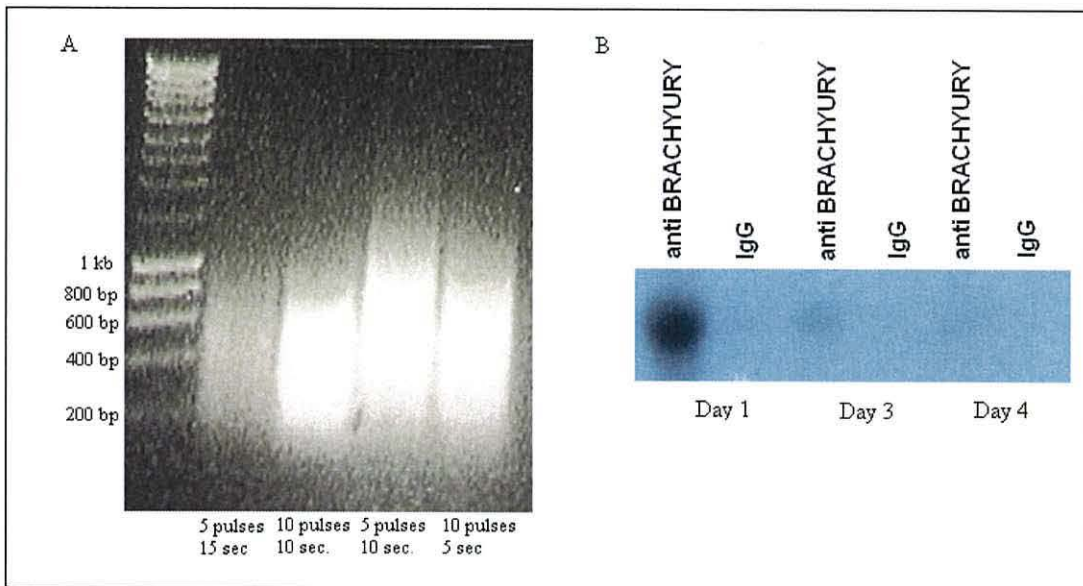 A
1 kb
800 bp
600 bp
400 bp
200 bp
5 pulses 10 pulses 5 pulses 10 pulses
15 sec 10 sec. 10 sec. 5 sec
B
anti BRACHYURY
IgG
anti BRACHYURY
IgG
anti BRACHYURY
IgG
Day 1 Day 3 Day 4